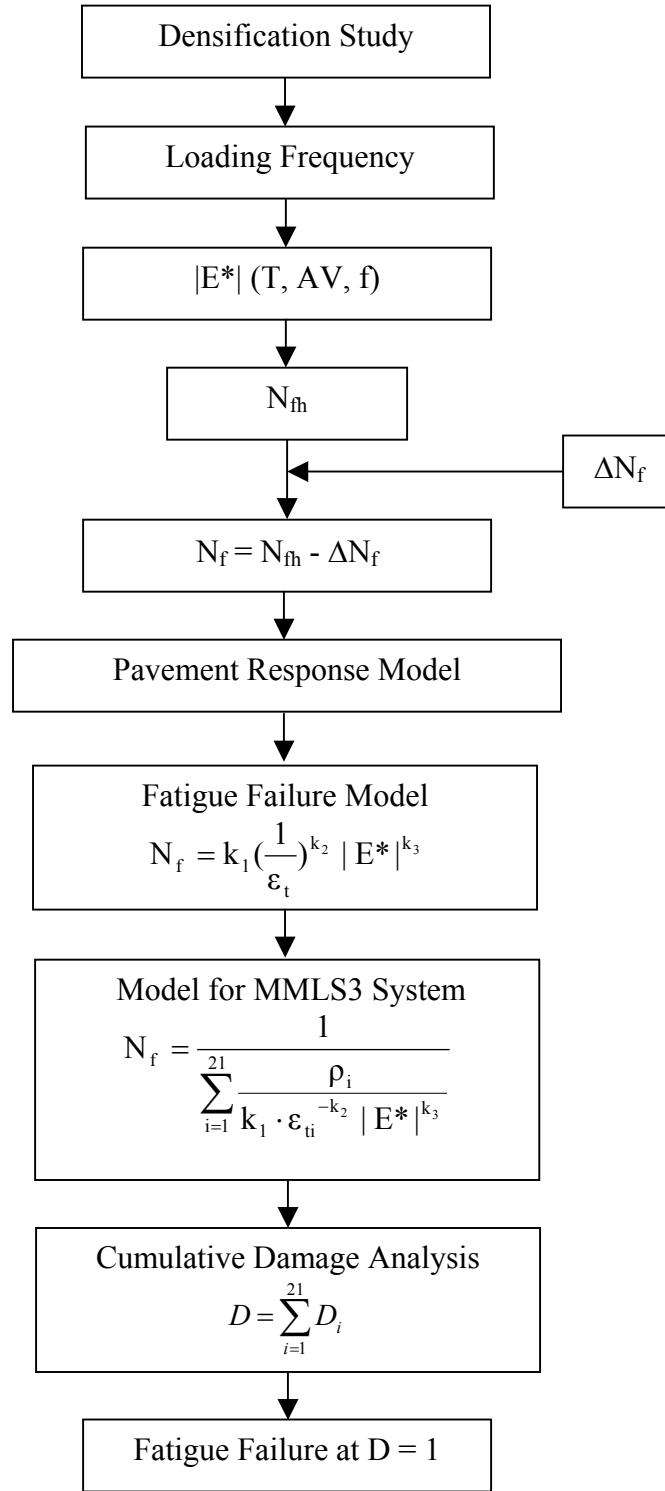 Densification Study
Loading Frequency
|E*| (T, AV, f)
N_fh
ΔN_f
N_f = N_fh - ΔN_f
Pavement Response Model
Fatigue Failure Model
N_f = k_1(1/ε_t)^k_2 |E*|^k_3
Model for MMLS3 System
N_f = 1 / ∑_{i=1}^{21} ρ_i / (k_1 · ε_ti^-k_2 |E*|^k_3)
Cumulative Damage Analysis
D = ∑_{i=1}^{21} D_i
Fatigue Failure at D = 1